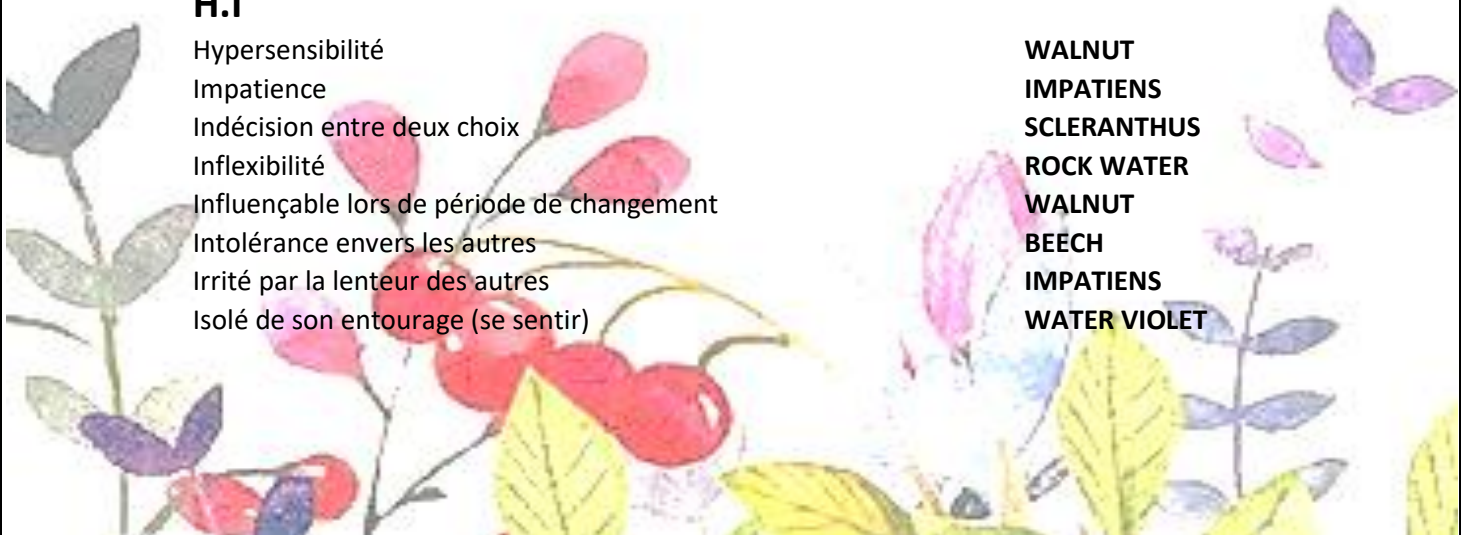 H.I
Hypersensibilité WALNUT
Impatience IMPATIENS
Indécision entre deux choix SCLERANTHUS
Inflexibilité ROCK WATER
Influençable lors de période de changement WALNUT
Intolérance envers les autres BEECH
Irrité par la lenteur des autres IMPATIENS
Isolé de son entourage (se sentir) WATER VIOLET